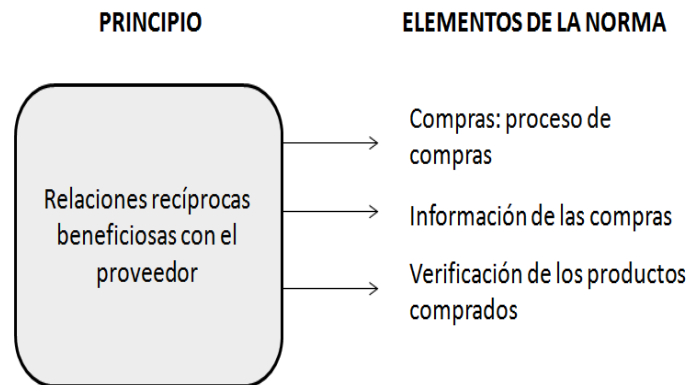 PRINCIPIO
ELEMENTOS DE LA NORMA
Relaciones recíprocas
beneficiosas con el
proveedor
Compras: proceso de
compras
Información de las compras
Verificación de los productos
comprados